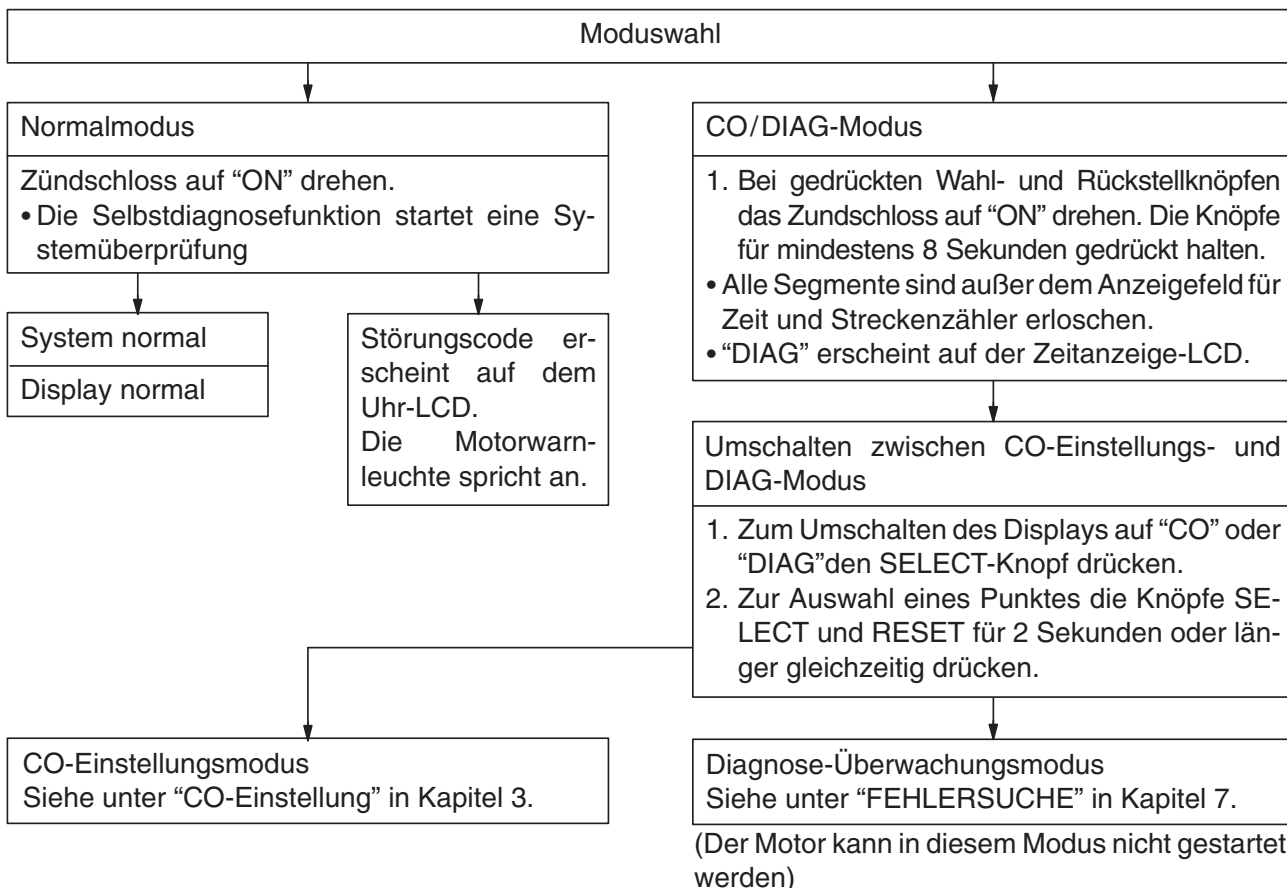 Moduswahl
Normalmodus
Zündschloss auf “ON” drehen.
• Die Selbstdiagnosefunktion startet eine Sy-
stemüberprüfung
System normal
Display normal
Störungscode er-
scheint auf dem
Uhr-LCD.
Die Motorwarn-
leuchte spricht an.
CO/DIAG-Modus
1. Bei gedrückten Wahl- und Rückstellknöpfen
das Zundschloss auf “ON” drehen. Die Knöpfe
für mindestens 8 Sekunden gedrückt halten.
• Alle Segmente sind außer dem Anzeigefeld für
Zeit und Streckenzähler erloschen.
• “DIAG” erscheint auf der Zeitanzeige-LCD.
Umschalten zwischen CO-Einstellungs- und
DIAG-Modus
1. Zum Umschalten des Displays auf “CO” oder
“DIAG”den SELECT-Knopf drücken.
2. Zur Auswahl eines Punktes die Knöpfe SE-
LECT und RESET für 2 Sekunden oder län-
ger gleichzeitig drücken.
CO-Einstellungsmodus
Siehe unter “CO-Einstellung” in Kapitel 3.
Diagnose-Überwachungsmodus
Siehe unter “FEHLERSUCHE” in Kapitel 7.
(Der Motor kann in diesem Modus nicht gestartet
werden)